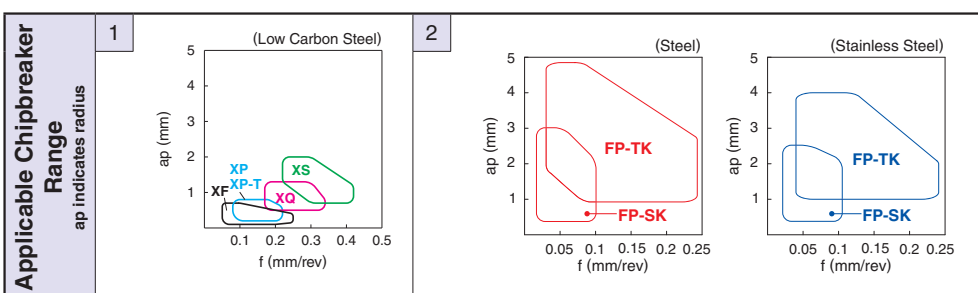 Applicable Chipbreaker
Range
ap indicates radius
1
(Low Carbon Steel)
5
4
3
2
1
ap (mm)
XP
XP-T
XF
XQ
XS
0.1 0.2 0.3 0.4 0.5
f (mm/rev)
2
(Steel)
5
4
3
2
1
ap (mm)
FP-TK
FP-SK
0.05 0.1 0.15 0.2 0.25
f (mm/rev)
(Stainless Steel)
5
4
3
2
1
ap (mm)
FP-TK
FP-SK
0.05 0.1 0.15 0.2 0.25
f (mm/rev)